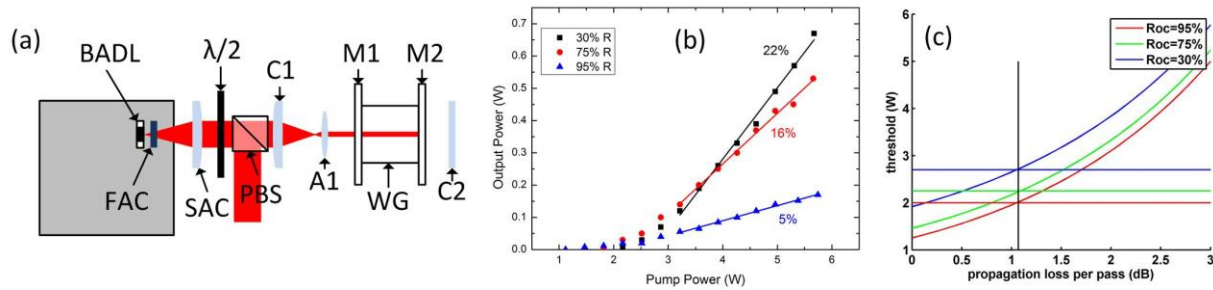 (a)
BADL
λ/2
C1
M1
M2
FAC
SAC
PBS
A1
WG
C2
(b)
30% R
75% R
95% R
22%
16%
5%
Output Power (W)
0.7
0.6
0.5
0.4
0.3
0.2
0.1
0.0
0 1 2 3 4 5 6
Pump Power (W)
(c)
Roc=95%
Roc=75%
Roc=30%
threshold (W)
6
5
4
3
2
1
0 0.5 1 1.5 2 2.5 3
propagation loss per pass (dB)